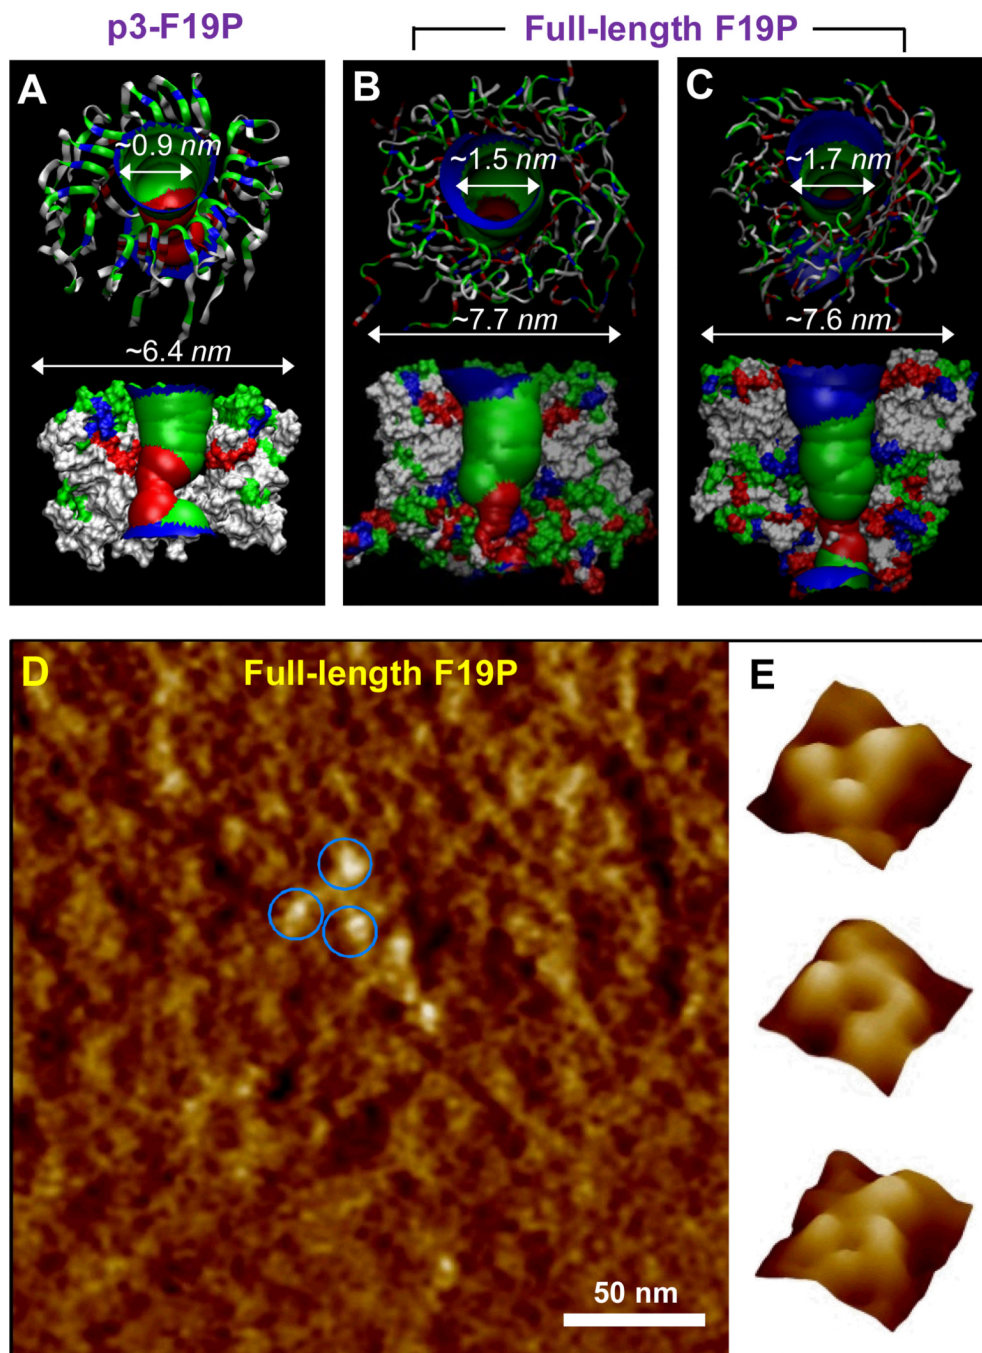 p3-F19P
Full-length F19P
A
~0.9 nm
~6.4 nm
B
~1.5 nm
~7.7 nm
C
~1.7 nm
~7.6 nm
D
Full-length F19P
50 nm
E